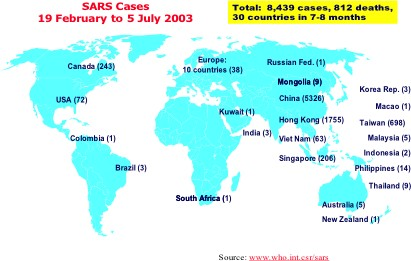 SARS Cases
19 February to 5 July 2003
Total: 8,439 cases, 812 deaths,
30 countries in 7-8 months
Canada (243)
USA (72)
Colombia (1)
Brazil (3)
Europe:
10 countries (38)
Kuwait (1)
South Africa (1)
Russian Fed. (1)
Mongolia (9)
China (5326)
Hong Kong (1755)
India (3)
Viet Nam (63)
Singapore (206)
Korea Rep. (3)
Macao (1)
Taiwan (698)
Malaysia (5)
Indonesia (2)
Philippines (14)
Thailand (9)
Australia (5)
New Zealand (1)
Source: www.who.int.csr/sars